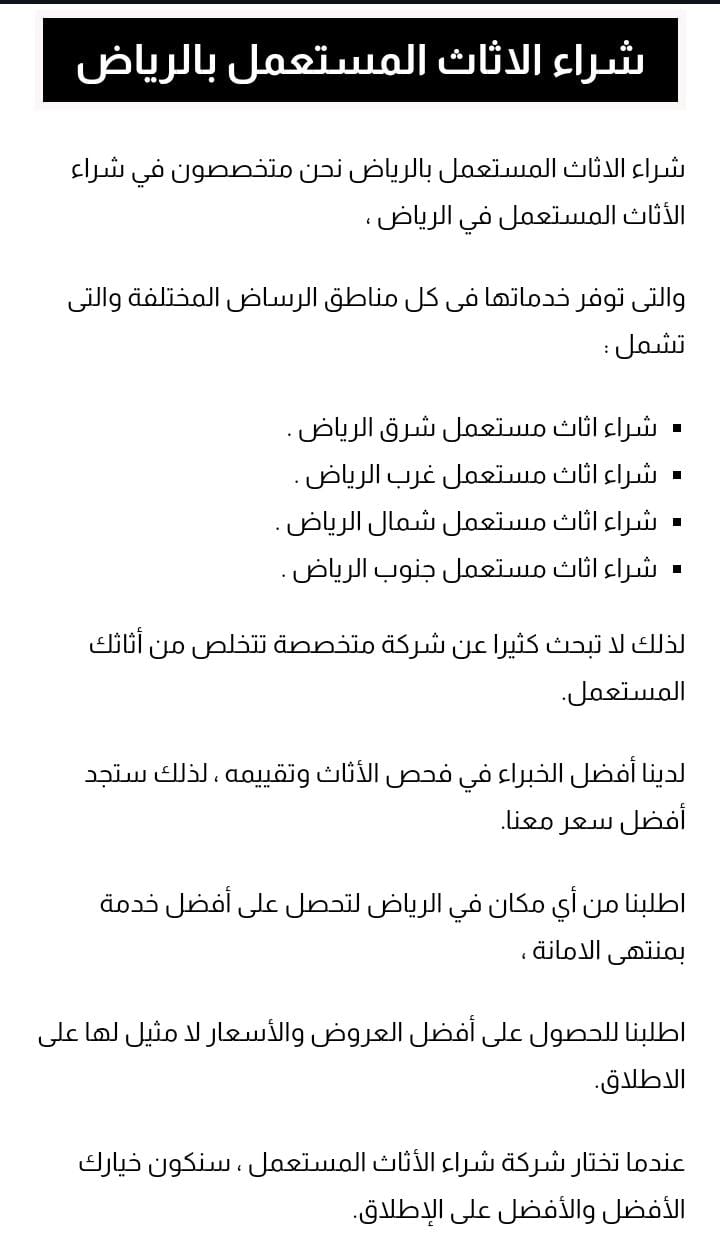 شراء الاثاث المستعمل بالرياض
شراء الاثاث المستعمل بالرياض نحن متخصصون في شراء
الأثاث المستعمل في الرياض ،
والتى توفر خدماتها فى كل مناطق الرساض المختلفة والتى
تشمل :
▪ شراء اثاث مستعمل شرق الرياض .
▪ شراء اثاث مستعمل غرب الرياض .
▪ شراء اثاث مستعمل شمال الرياض .
▪ شراء اثاث مستعمل جنوب الرياض .
لذلك لا تبحث كثيرا عن شركة متخصصة تتخلص من أثاثك
المستعمل.
لدينا أفضل الخبراء في فحص الأثاث وتقييمه ، لذلك ستجد
أفضل سعر معنا.
اطلبنا من أي مكان في الرياض لتحصل على أفضل خدمة
بمنتهى الامانة ،
اطلبنا للحصول على أفضل العروض والأسعار لا مثيل لها على
الاطلاق.
عندما تختار شركة شراء الأثاث المستعمل ، سنكون خيارك
الأفضل والأفضل على الإطلاق.